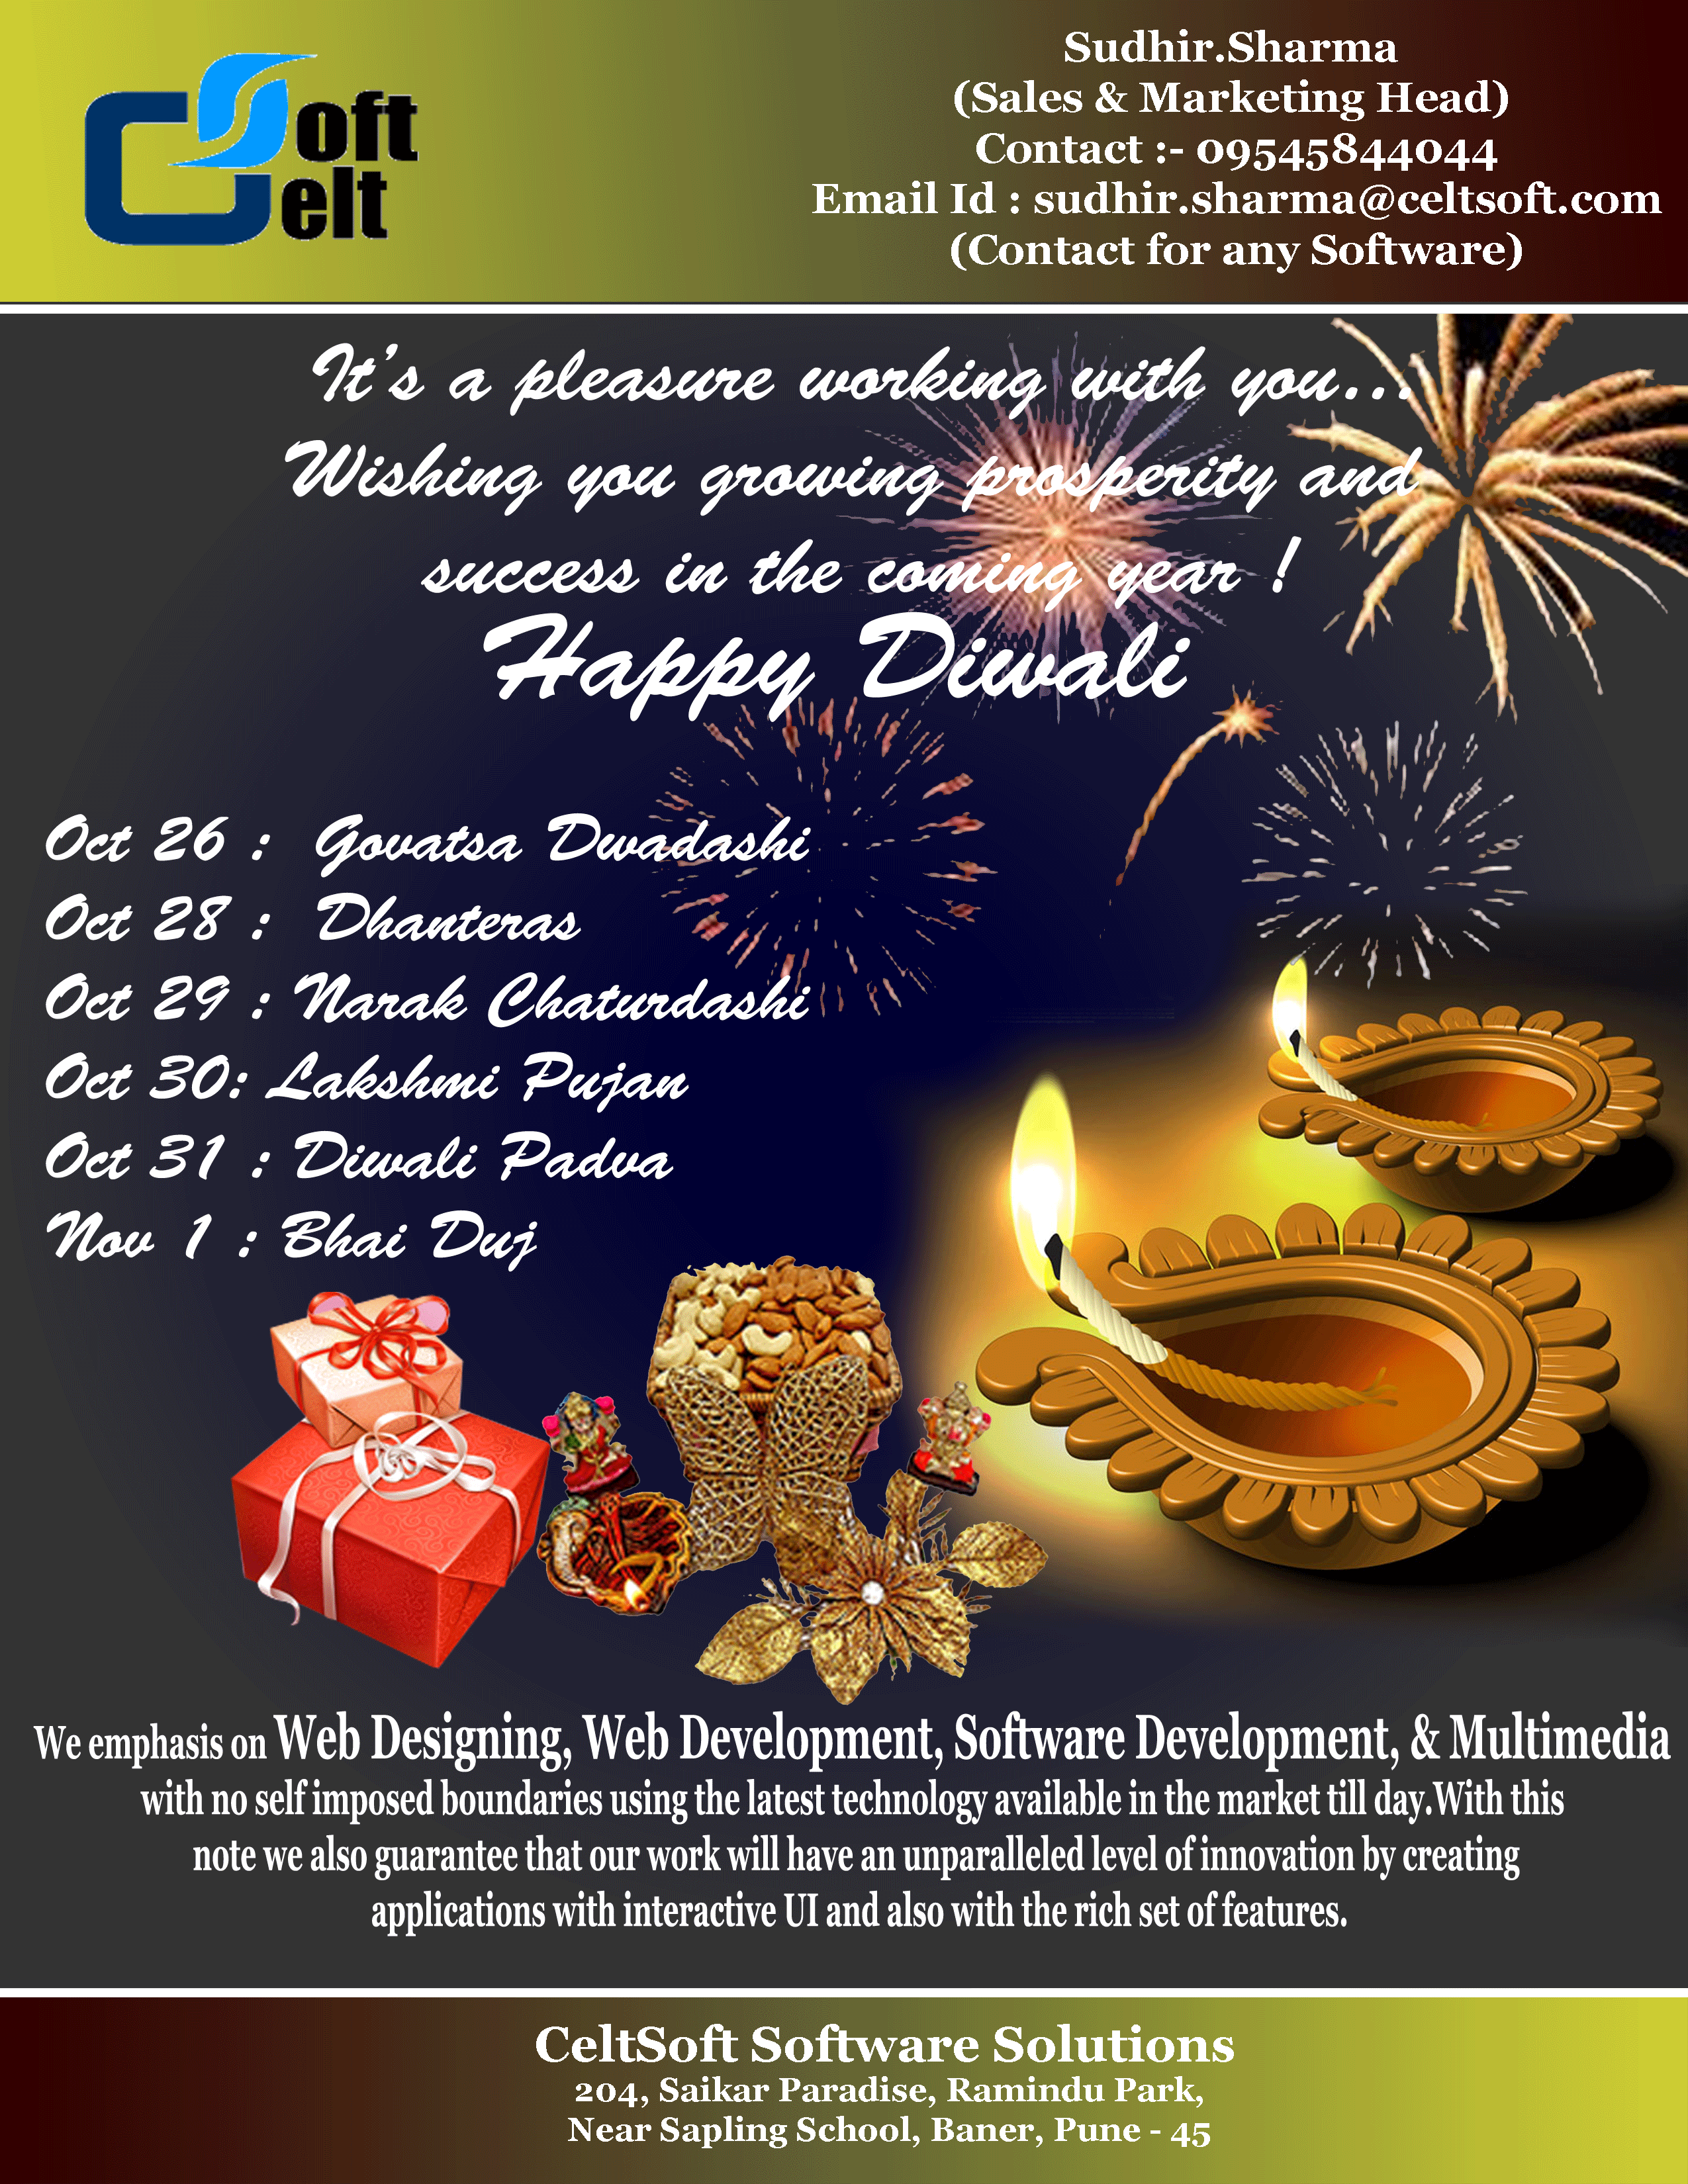 Soft
Celt
Sudhir.Sharma
(Sales & Marketing Head)
Contact :- 09545844044
Email Id : sudhir.sharma@celtsoft.com
(Contact for any Software)
It's a pleasure working with you...
Wishing you growing prosperity and
success in the coming year !
Happy Diwali
Oct 26 : Govatsa Dwadashi
Oct 28 : Dhanteras
Oct 29 : Narak Chaturdashi
Oct 30: Lakshmi Pujan
Oct 31 : Diwali Padva
Nov 1 : Bhai Duj
We emphasis on Web Designing, Web Development, Software Development, & Multimedia
with no self imposed boundaries using the latest technology available in the market till day.With this
note we also guarantee that our work will have an unparalleled level of innovation by creating
applications with interactive UI and also with the rich set of features.
CeltSoft Software Solutions
204, Saikar Paradise, Ramindu Park,
Near Sapling School, Baner, Pune - 45